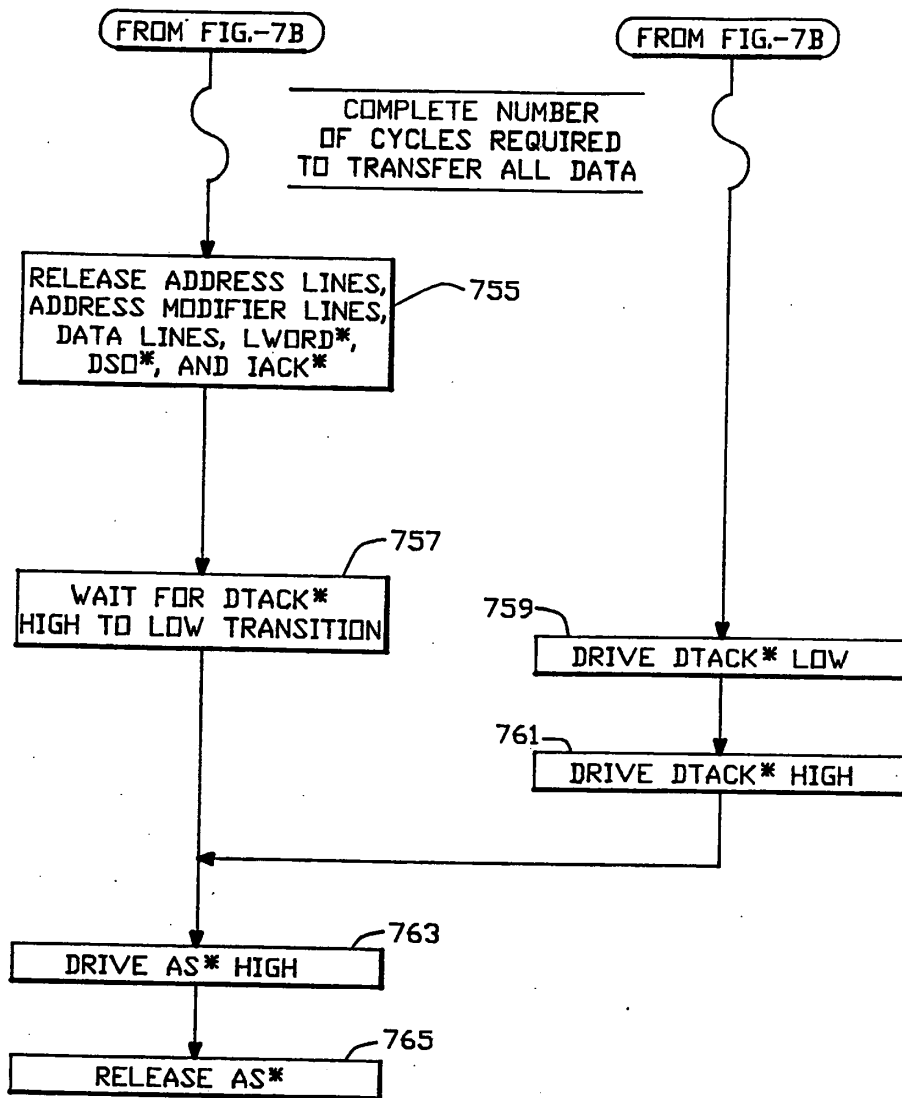 FROM FIG.-7B
FROM FIG.-7B
COMPLETE NUMBER
OF CYCLES REQUIRED
TO TRANSFER ALL DATA
RELEASE ADDRESS LINES,
ADDRESS MODIFIER LINES,
DATA LINES, LWORD*,
DS0*, AND IACK*
755
757
WAIT FOR DTACK*
HIGH TO LOW TRANSITION
759
DRIVE DTACK* LOW
761
DRIVE DTACK* HIGH
763
DRIVE AS* HIGH
765
RELEASE AS*